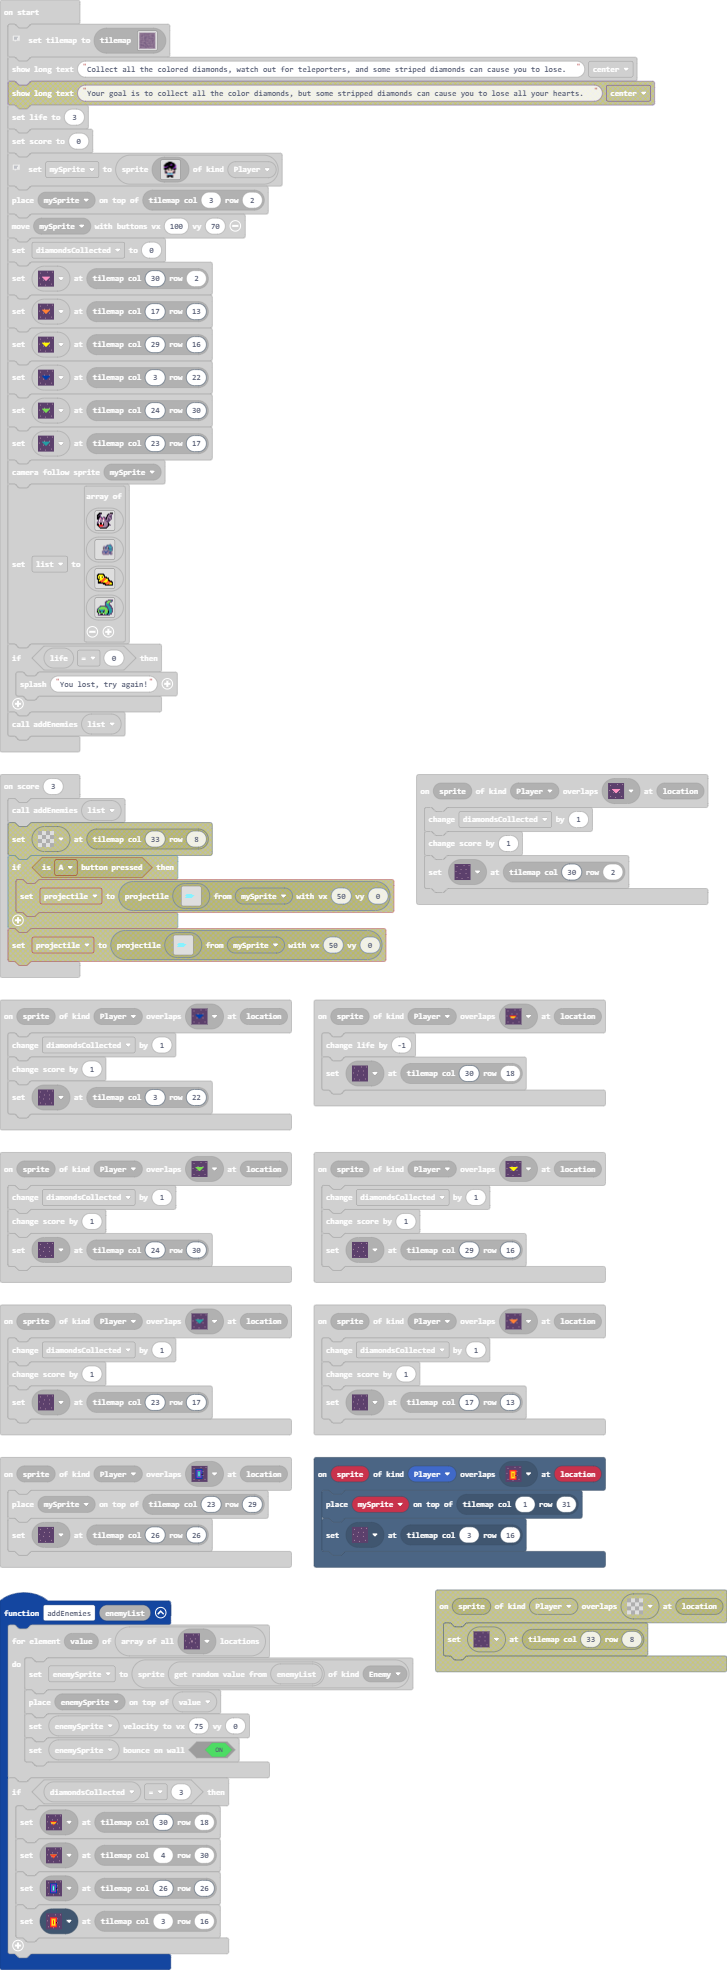 on start
set tilemap to tilemap
show long text "Collect all the colored diamonds, watch out for teleporters, and some striped diamonds can cause you to lose. " center
show long text "Your goal is to collect all the color diamonds, but some stripped diamonds can cause you to lose all your hearts. " center
set life to 3
set score to 0
set mySprite to sprite of kind Player
place mySprite on top of tilemap col 3 row 2
move mySprite with buttons vx 100 vy 70
set diamondsCollected to 0
set at tilemap col 30 row 2
set at tilemap col 17 row 13
set at tilemap col 29 row 16
set at tilemap col 3 row 22
set at tilemap col 24 row 30
set at tilemap col 23 row 17
camera follow sprite mySprite
array of
set list to
if life = 0 then
splash "You lost, try again!"
call addEnemies list
on score 3
call addEnemies list
set at tilemap col 33 row 8
if is A button pressed then
set projectile to projectile from mySprite with vx 50 vy 0
set projectile to projectile from mySprite with vx 50 vy 0
on sprite of kind Player overlaps at location
change diamondsCollected by 1
change score by 1
set at tilemap col 30 row 2
on sprite of kind Player overlaps at location
change diamondsCollected by 1
change score by 1
set at tilemap col 3 row 22
on sprite of kind Player overlaps at location
change life by -1
set at tilemap col 30 row 18
on sprite of kind Player overlaps at location
change diamondsCollected by 1
change score by 1
set at tilemap col 24 row 30
on sprite of kind Player overlaps at location
change diamondsCollected by 1
change score by 1
set at tilemap col 29 row 16
on sprite of kind Player overlaps at location
change diamondsCollected by 1
change score by 1
set at tilemap col 23 row 17
on sprite of kind Player overlaps at location
change diamondsCollected by 1
change score by 1
set at tilemap col 17 row 13
on sprite of kind Player overlaps at location
place mySprite on top of tilemap col 23 row 29
set at tilemap col 26 row 26
on sprite of kind Player overlaps at location
place mySprite on top of tilemap col 1 row 31
set at tilemap col 3 row 16
function addEnemies enemyList
for element value of array of all locations
do
set enemySprite to sprite get random value from enemyList of kind Enemy
place enemySprite on top of value
set enemySprite velocity to vx 75 vy 0
set enemySprite bounce on wall ON
if diamondsCollected = 3 then
set at tilemap col 30 row 18
set at tilemap col 4 row 30
set at tilemap col 26 row 26
set at tilemap col 3 row 16
on sprite of kind Player overlaps at location
set at tilemap col 33 row 8